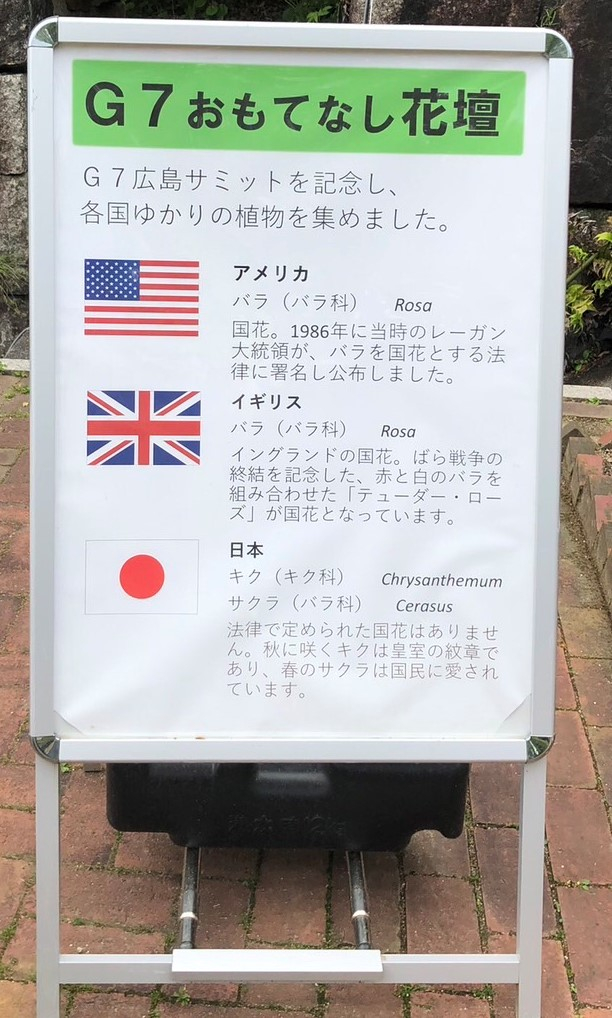 G7おもてなし花壇
G7広島サミットを記念し、
各国ゆかりの植物を集めました。
アメリカ
バラ（バラ科） Rosa
国花。1986年に当時のレーガン
大統領が、バラを国花とする法
律に署名し公布しました。
イギリス
バラ（バラ科） Rosa
イングランドの国花。ばら戦争の
終結を記念した、赤と白のバラを
組み合わせた「テューダー・ロー
ズ」が国花となっています。
日本
キク（キク科） Chrysanthemum
サクラ（バラ科） Cerasus
法律で定められた国花はありませ
ん。秋に咲くキクは皇室の紋章で
あり、春のサクラは国民に愛され
ています。